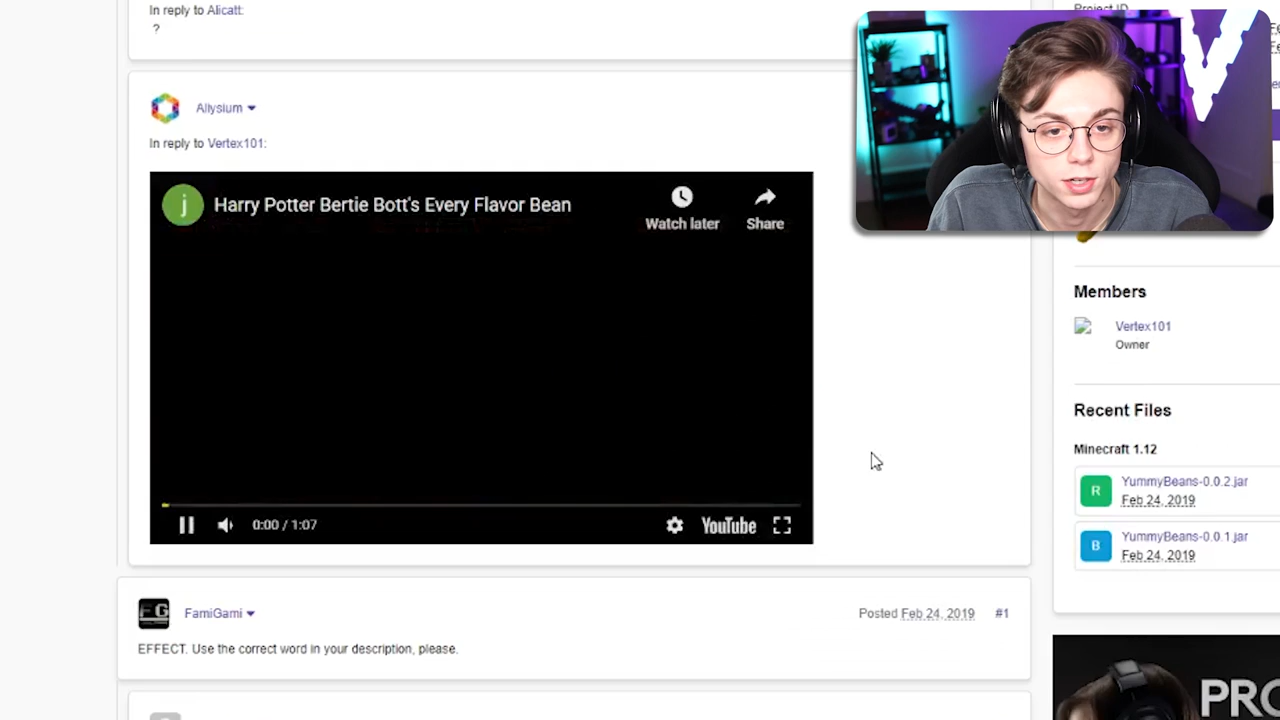 In reply to Alicatt:
?
Project ID
Allysium
In reply to Vertex101:
j
Harry Potter Bertie Bott's Every Flavor Bean
Watch later
Share
0:00 / 1:07
YouTube
Members
Vertex101
Owner
Recent Files
Minecraft 1.12
R
YummyBeans-0.0.2.jar
Feb 24, 2019
B
YummyBeans-0.0.1.jar
Feb 24, 2019
FG
FamiGami
Posted Feb 24, 2019 #1
EFFECT. Use the correct word in your description, please.